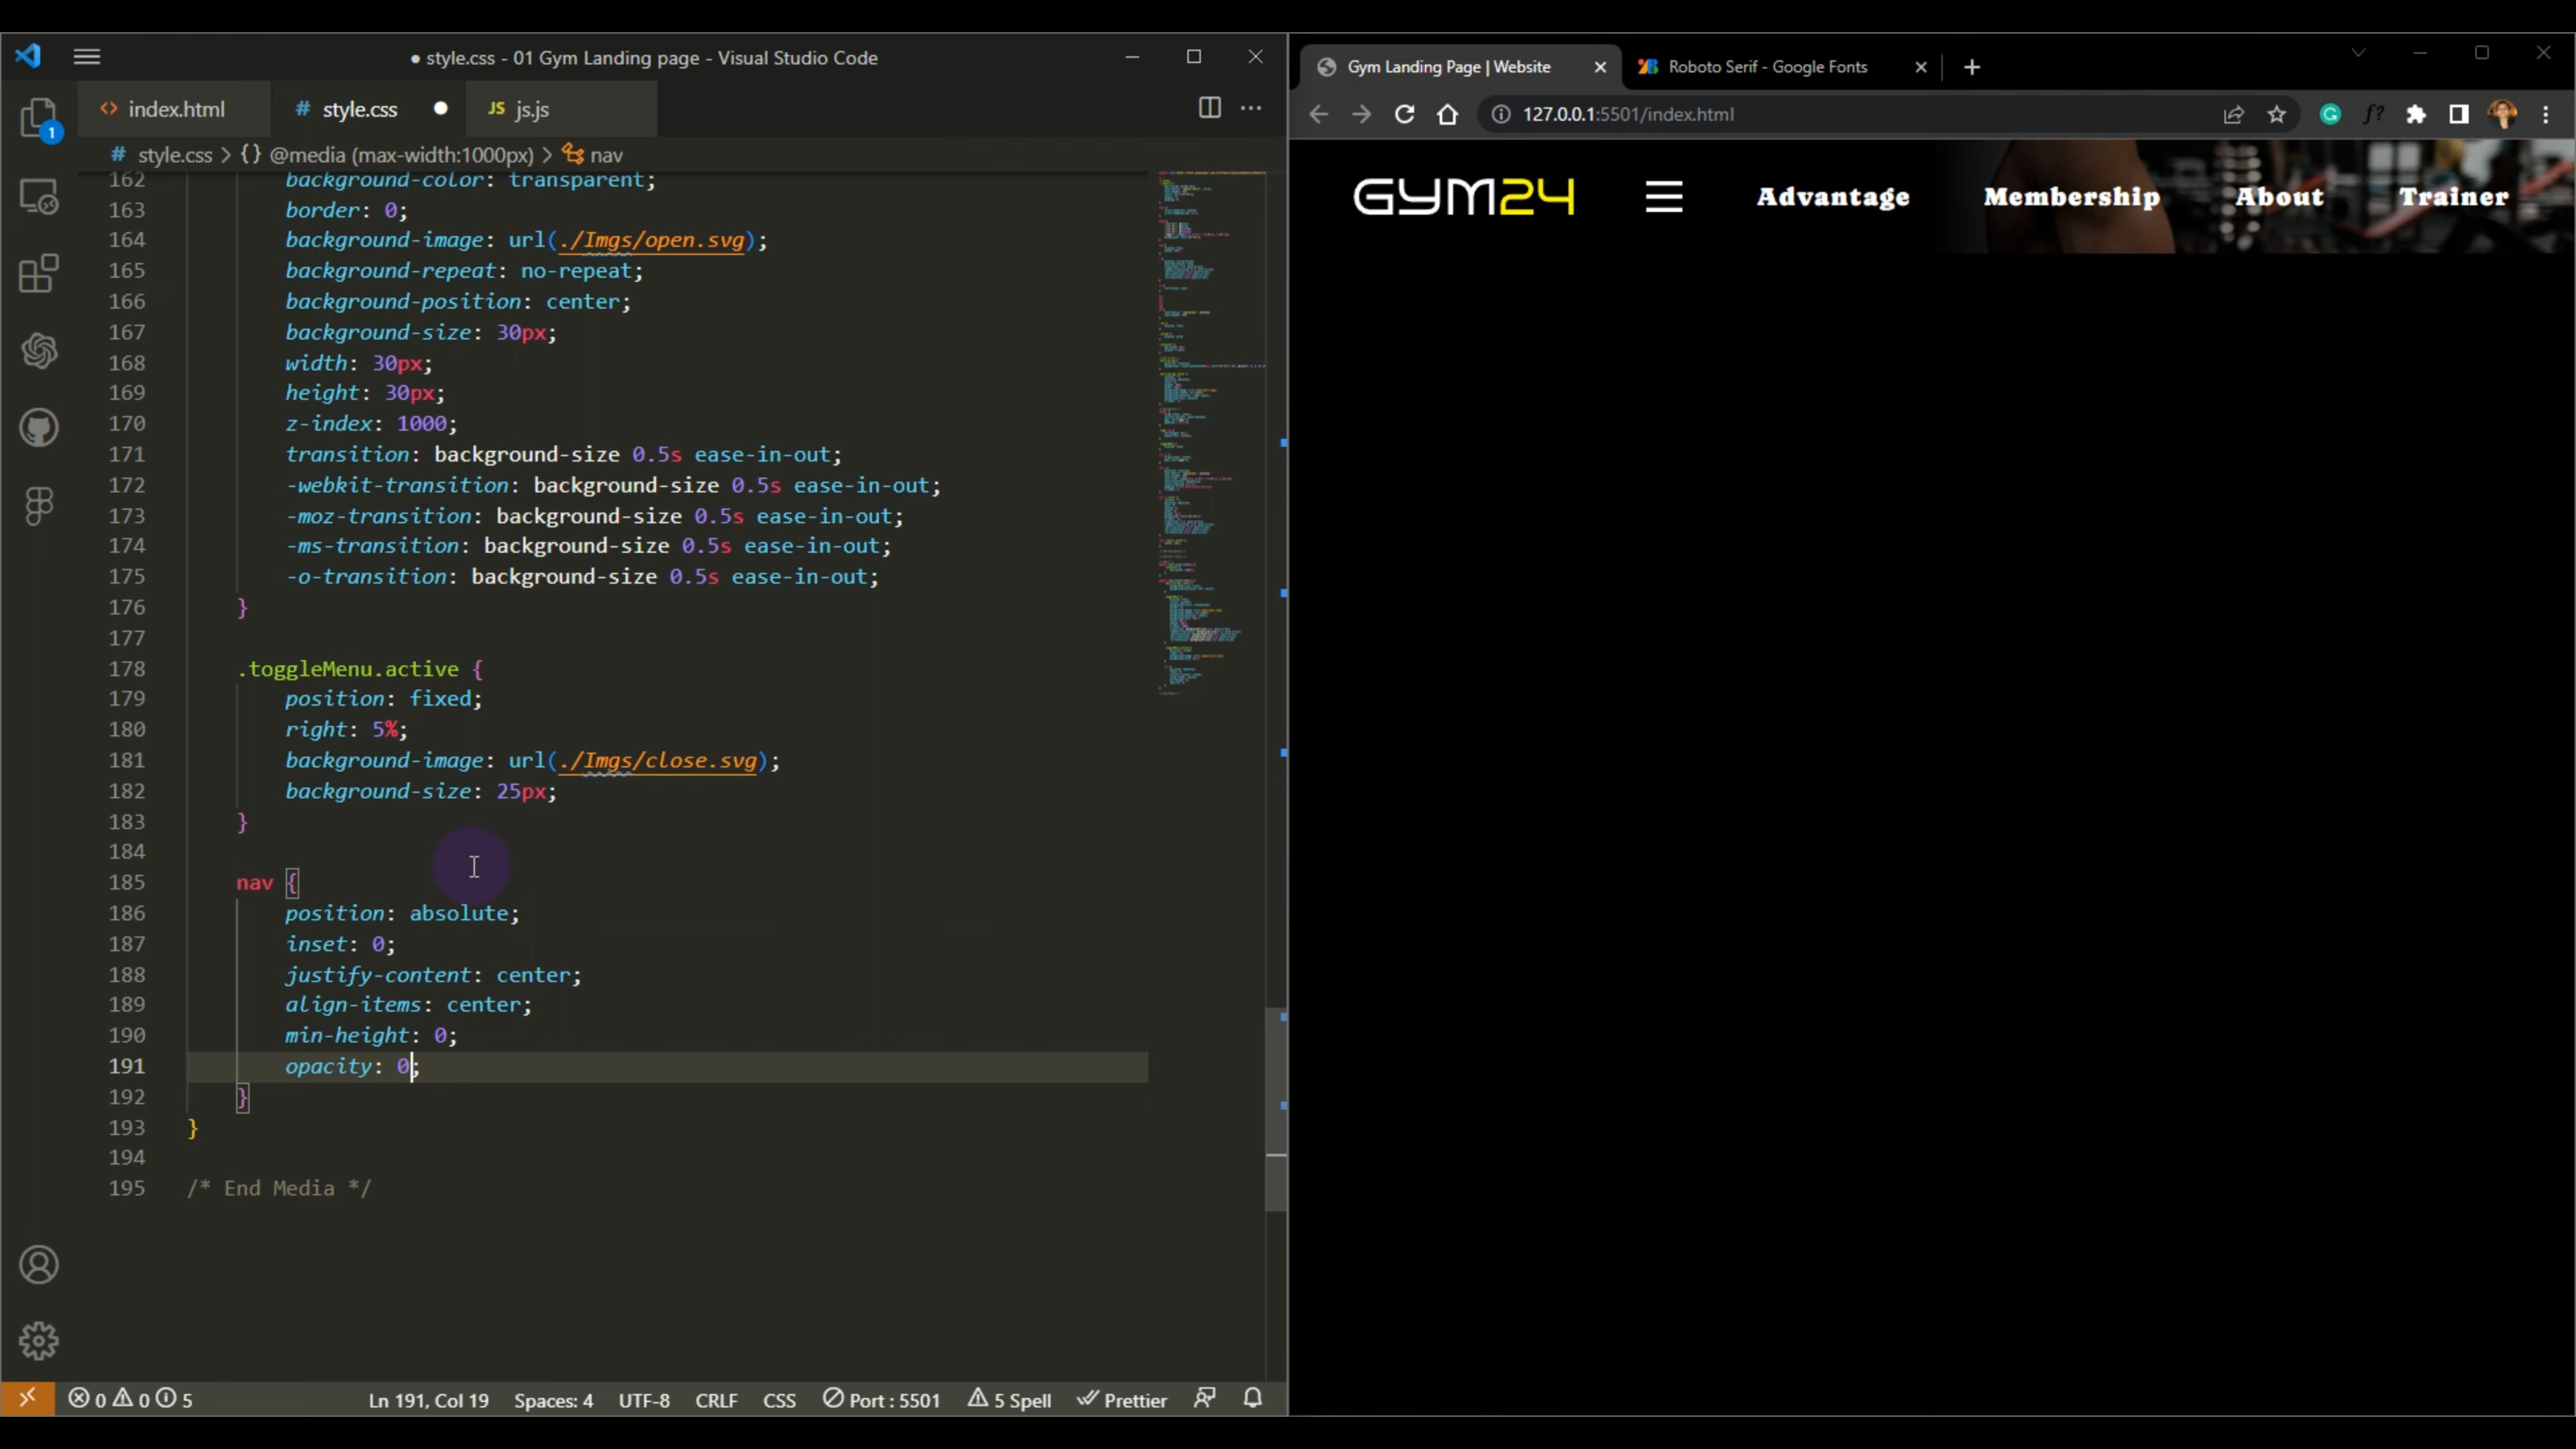 style.css - 01 Gym Landing page - Visual Studio Code
index.html
# style.css
JS js.js
# style.css > {} @media (max-width:1000px) > nav
162 background-color: transparent;
163 border: 0;
164 background-image: url(./Imgs/open.svg);
165 background-repeat: no-repeat;
166 background-position: center;
167 background-size: 30px;
168 width: 30px;
169 height: 30px;
170 z-index: 1000;
171 transition: background-size 0.5s ease-in-out;
172 -webkit-transition: background-size 0.5s ease-in-out;
173 -moz-transition: background-size 0.5s ease-in-out;
174 -ms-transition: background-size 0.5s ease-in-out;
175 -o-transition: background-size 0.5s ease-in-out;
176 }
177
178 .toggleMenu.active {
179 position: fixed;
180 right: 5%;
181 background-image: url(./Imgs/close.svg);
182 background-size: 25px;
183 }
184
185 nav {
186 position: absolute;
187 inset: 0;
188 justify-content: center;
189 align-items: center;
190 min-height: 0;
191 opacity: 0;
192 }
193 }
194
195 /* End Media */
1
0 0 5
Ln 191, Col 19
Spaces: 4
UTF-8
CRLF
CSS
Port : 5501
5 Spell
Prettier
Gym Landing Page | Website
Roboto Serif - Google Fonts
127.0.0.1:5501/index.html
f?
GYM24
Advantage
Membership
About
Trainer